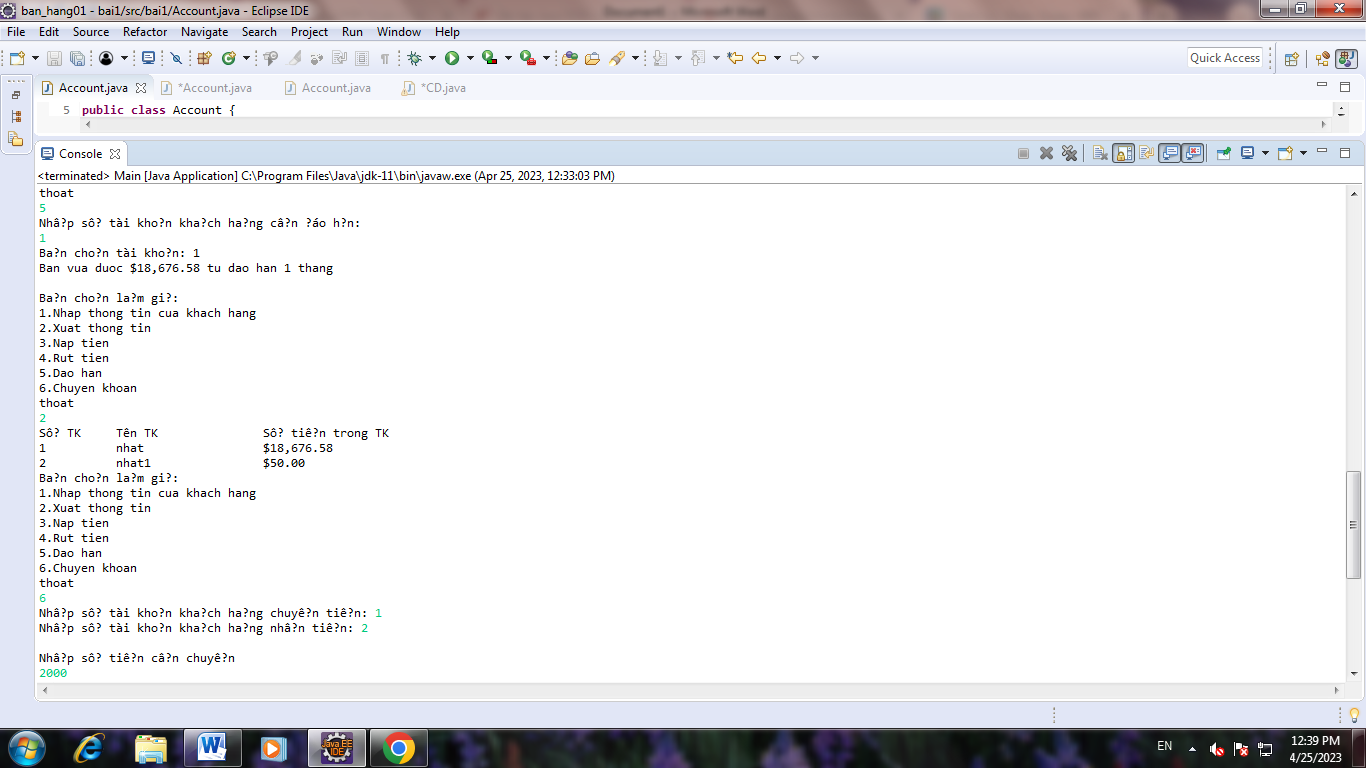 ban_hang01 - bai1/src/bai1/Account.java - Eclipse IDE
File Edit Source Refactor Navigate Search Project Run Window Help
Quick Access
Account.java *Account.java Account.java *CD.java
5 public class Account {
Console
<terminated> Main [Java Application] C:\Program Files\Java\jdk-11\bin\javaw.exe (Apr 25, 2023, 12:33:03 PM)
thoat
5
Nhâ?p sô? tài kho?n kha?ch ha?ng câ?n ?áo h?n:
1
Ba?n cho?n tài kho?n: 1
Ban vua duoc $18,676.58 tu dao han 1 thang
Ba?n cho?n la?m gi?:
1.Nhap thong tin cua khach hang
2.Xuat thong tin
3.Nap tien
4.Rut tien
5.Dao han
6.Chuyen khoan
thoat
2
Sô? TK Tên TK Sô? tiê?n trong TK
1 nhat $18,676.58
2 nhat1 $50.00
Ba?n cho?n la?m gi?:
1.Nhap thong tin cua khach hang
2.Xuat thong tin
3.Nap tien
4.Rut tien
5.Dao han
6.Chuyen khoan
thoat
6
Nhâ?p sô? tài kho?n kha?ch ha?ng chuyê?n tiê?n: 1
Nhâ?p sô? tài kho?n kha?ch ha?ng nhâ?n tiê?n: 2
Nhâ?p sô? tiê?n câ?n chuyê?n
2000
Java EE
IDE
EN
12:39 PM
4/25/2023